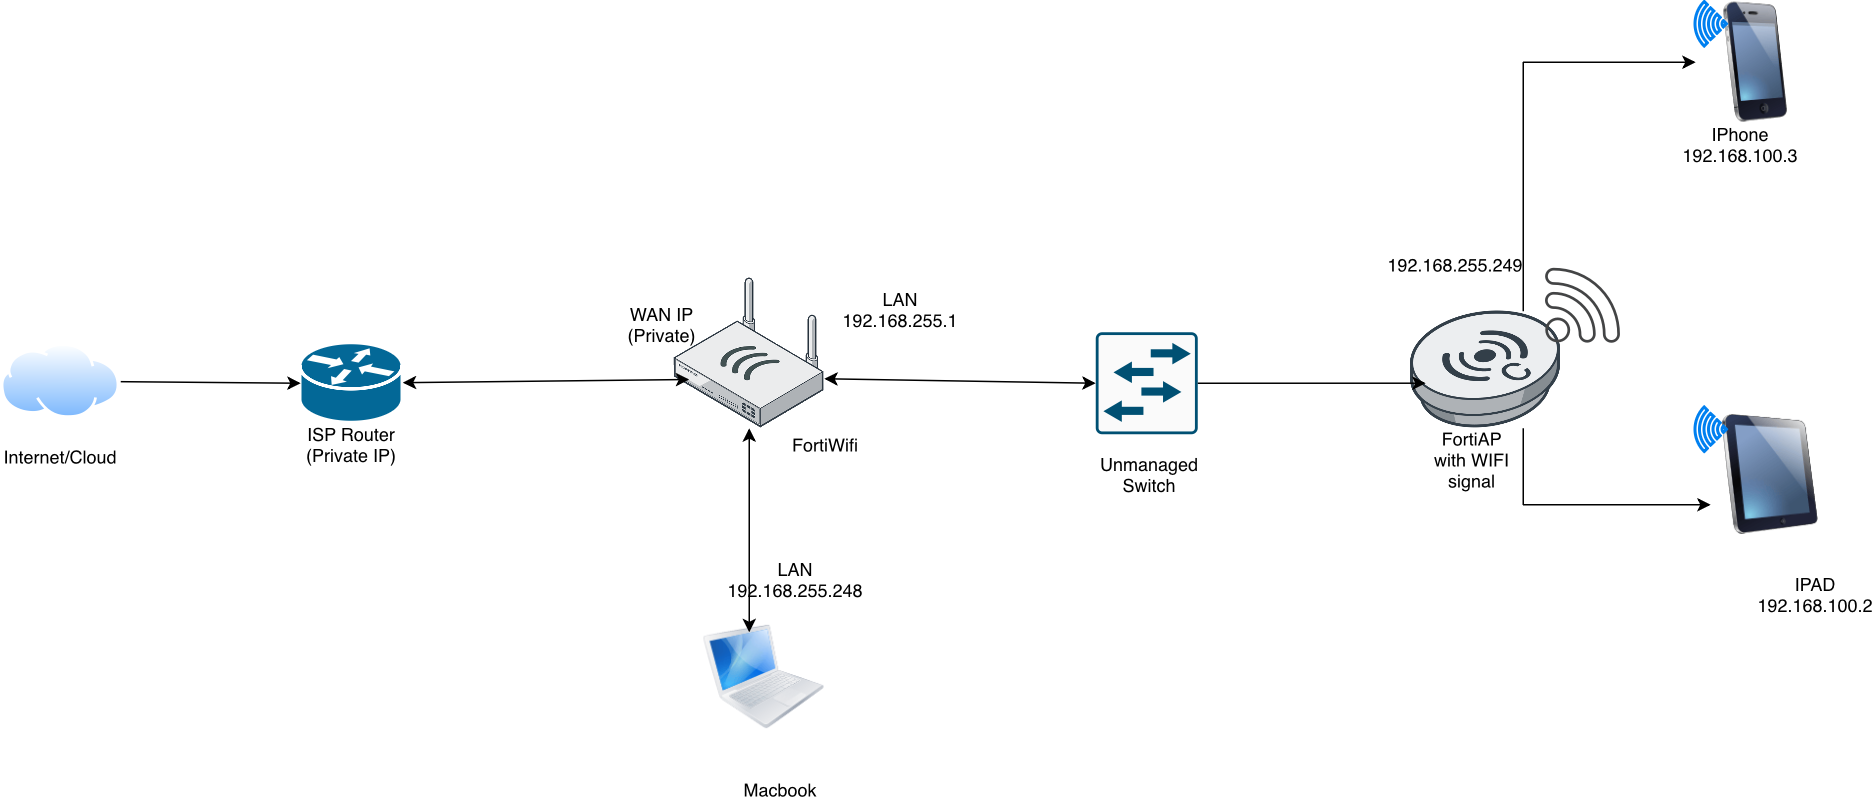 IPhone
192.168.100.3
192.168.255.249
LAN
192.168.255.1
WAN IP
(Private)
ISP Router
(Private IP)
Internet/Cloud
FortiWifi
Unmanaged
Switch
FortiAP
with WIFI
signal
LAN
192.168.255.248
IPAD
192.168.100.2
Macbook